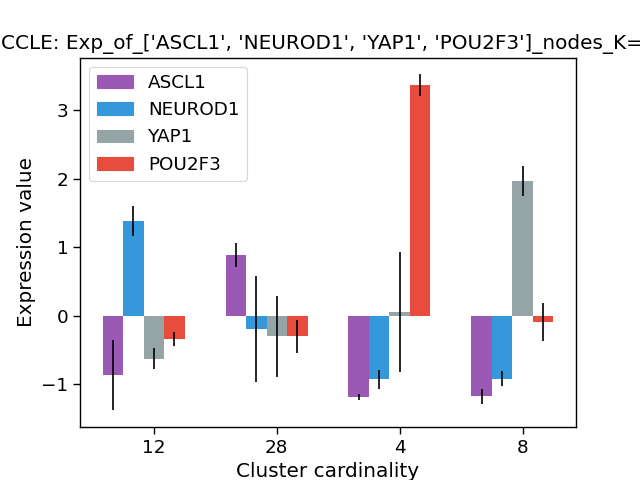 CCLE: Exp_of_['ASCL1', 'NEUROD1', 'YAP1', 'POU2F3']_nodes_K=
ASCL1
NEUROD1
YAP1
POU2F3
Expression value
3
2
1
0
−1
12 28 4 8
Cluster cardinality